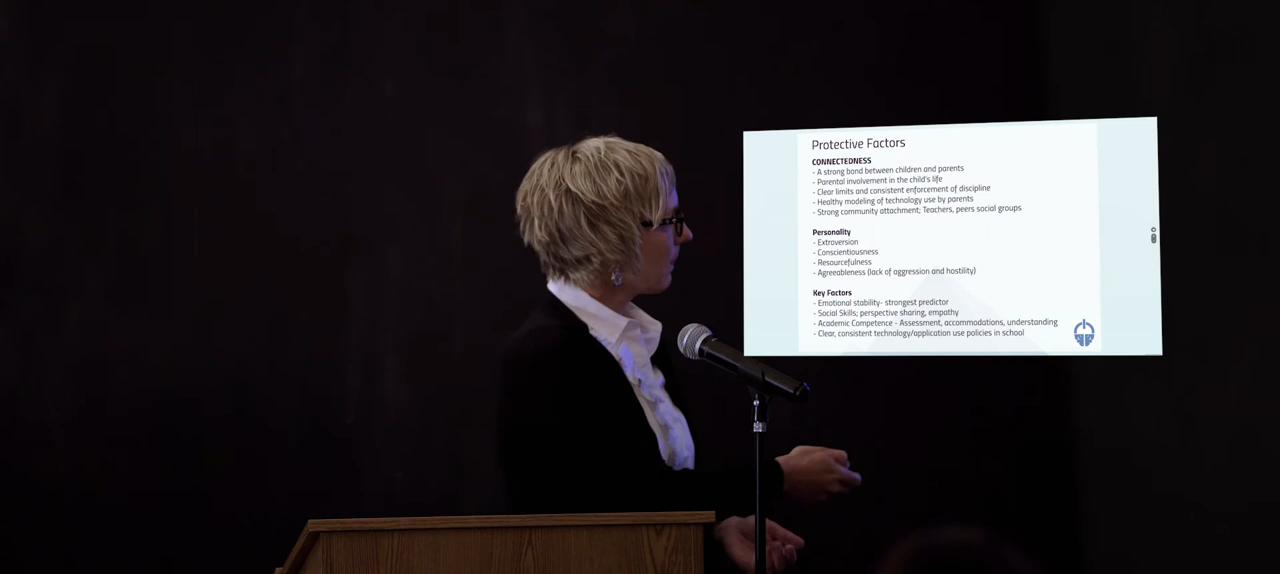 Protective Factors
CONNECTEDNESS
- A strong bond between children and parents
- Parental involvement in the child's life
- Clear limits and consistent enforcement of discipline
- Healthy modeling of technology use by parents
- Strong community attachment; Teachers, peers social groups
Personality
- Extroversion
- Conscientiousness
- Resourcefulness
- Agreeableness (lack of aggression and hostility)
Key Factors
- Emotional stability- strongest predictor
- Social Skills; perspective sharing, empathy
- Academic Competence - Assessment, accommodations, understanding
- Clear, consistent technology/application use policies in school